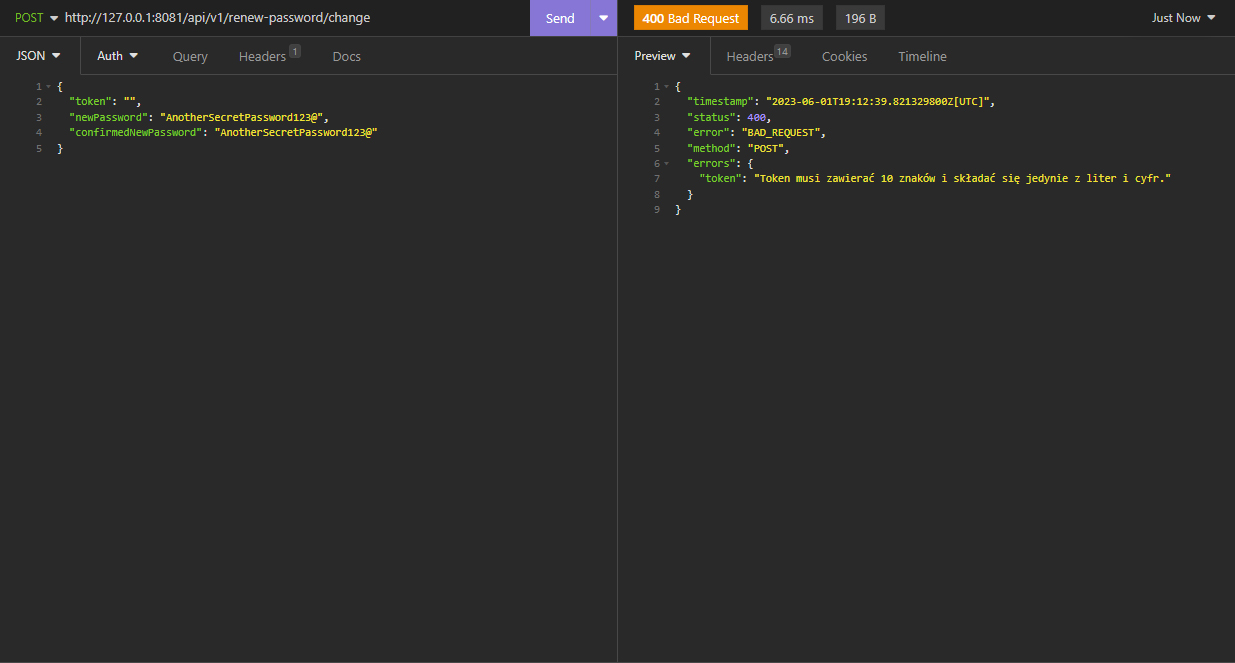 POST http://127.0.0.1:8081/api/v1/renew-password/change Send 400 Bad Request 6.66 ms 196 B Just Now
JSON Auth Query Headers 1 Docs Preview Headers 14 Cookies Timeline
1 {
2 "token": "",
3 "newPassword": "AnotherSecretPassword123@",
4 "confirmedNewPassword": "AnotherSecretPassword123@"
5 }
1 {
2 "timestamp": "2023-06-01T19:12:39.821329800Z[UTC]",
3 "status": 400,
4 "error": "BAD_REQUEST",
5 "method": "POST",
6 "errors": {
7 "token": "Token musi zawierać 10 znaków i składać się jedynie z liter i cyfr."
8 }
9 }